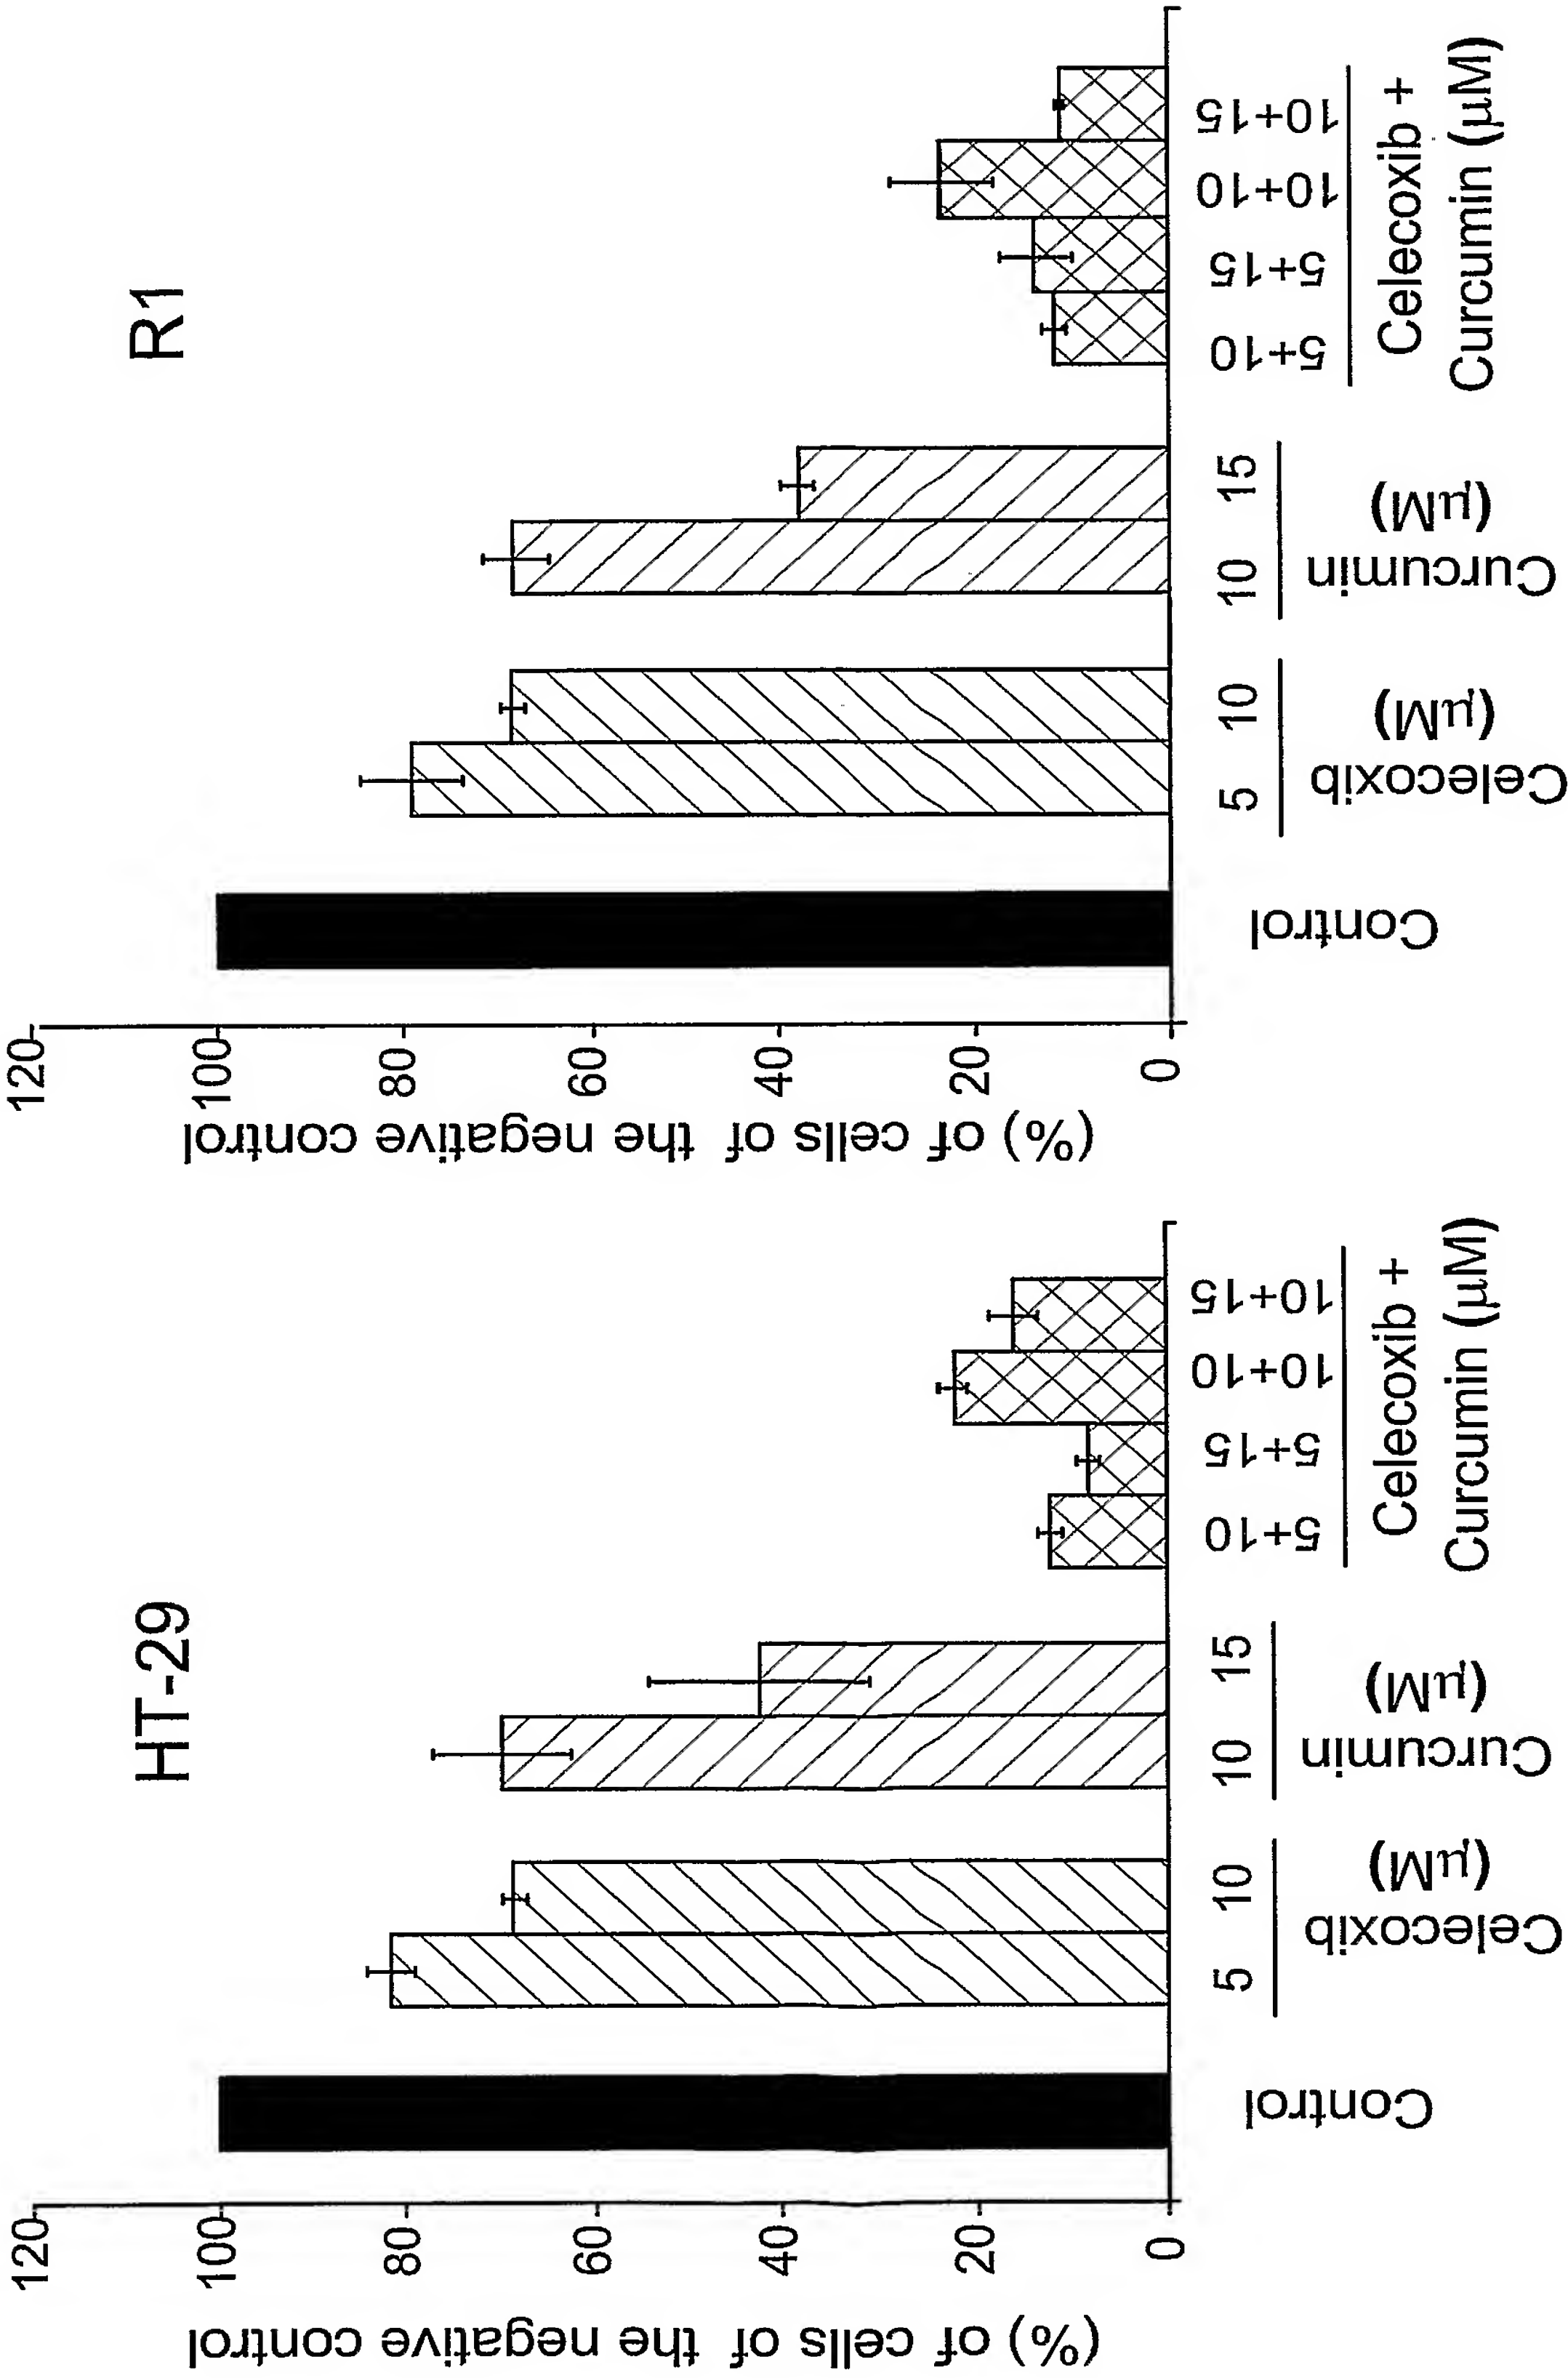 HT-29
(%) of cells of the negative control
120
100
80
60
40
20
0
Control
5 10
Celecoxib
(µM)
10 15
Curcumin
(µM)
5+10 5+15 10+10 10+15
Celecoxib +
Curcumin (µM)
R1
(%) of cells of the negative control
120
100
80
60
40
20
0
Control
5 10
Celecoxib
(µM)
10 15
Curcumin
(µM)
5+10 5+15 10+10 10+15
Celecoxib +
Curcumin (µM)